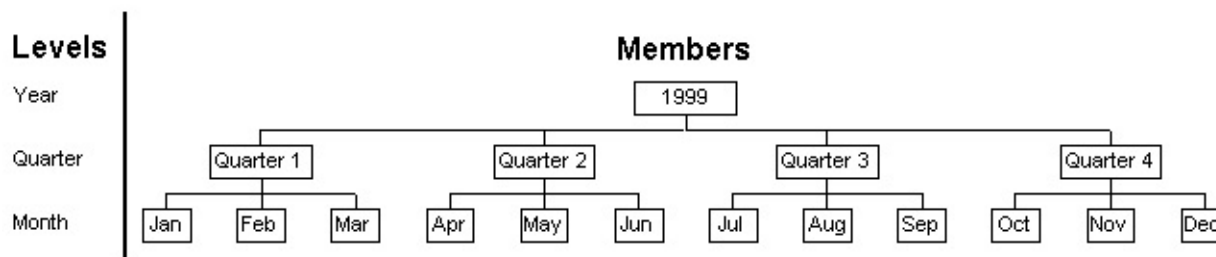 Levels
Members
Year
1999
Quarter
Quarter 1 Quarter 2 Quarter 3 Quarter 4
Month
Jan Feb Mar Apr May Jun Jul Aug Sep Oct Nov Dec